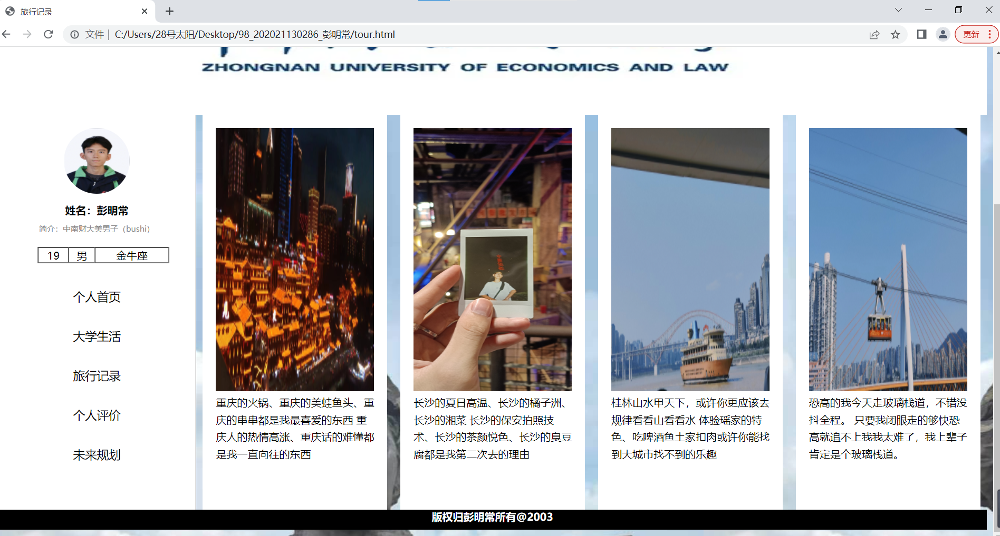 旅行记录
文件
C:/Users/28号太阳/Desktop/98_202021130286_彭明常/tour.html
更新
ZHONGNAN UNIVERSITY OF ECONOMICS AND LAW
姓名：彭明常
简介：中南财大美男子（bushi）
19 男 金牛座
个人首页
大学生活
旅行记录
个人评价
未来规划
重庆的火锅、重庆的美蛙鱼头、重
庆的串串都是我最喜爱的东西 重
庆人的热情高涨、重庆话的难懂都
是我一直向往的东西
长沙的夏日高温、长沙的橘子洲、
长沙的湘菜 长沙的保安拍照技
术、长沙的茶颜悦色、长沙的臭豆
腐都是我第二次去的理由
桂林山水甲天下，或许你更应该去
规律看看山看看水 体验瑶家的特
色、吃啤酒鱼土家扣肉或许你能找
到大城市找不到的乐趣
恐高的我今天走玻璃栈道，不错没
抖全程。 只要我闭眼走的够快恐
高就追不上我我太难了，我上辈子
肯定是个玻璃栈道。
版权归彭明常所有@2003